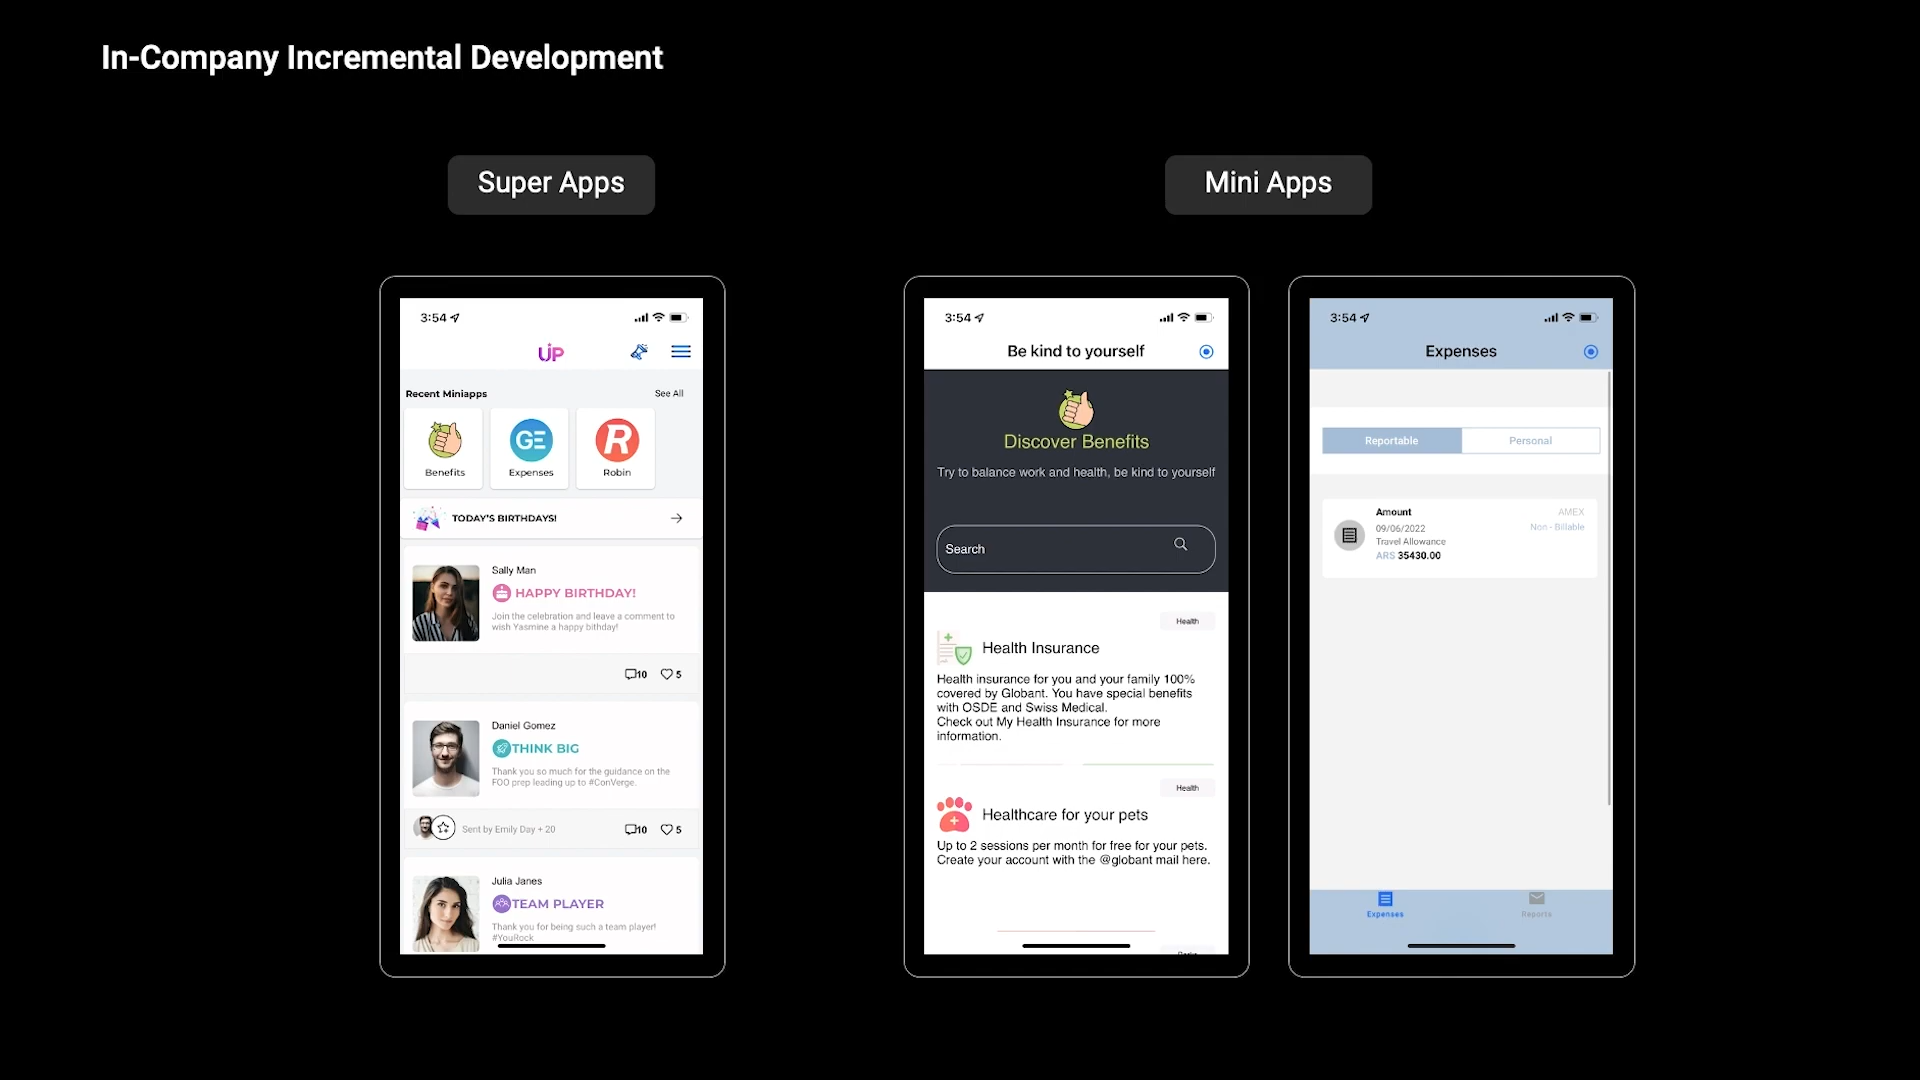 In-Company Incremental Development
Super Apps
Mini Apps
3:54
UP
Recent Miniapps
See All
GE
R
Benefits
Expenses
Robin
TODAY'S BIRTHDAYS!
Sally Man
HAPPY BIRTHDAY!
Join the celebration and leave a comment to
wish Yasmine a happy bithday!
10
5
Daniel Gomez
THINK BIG
Thank you so much for the guidance on the
FOO prep leading up to #ConVerge.
Sent by Emily Day + 20
10
5
Julia Janes
TEAM PLAYER
Thank you for being such a team player!
#YouRock
3:54
Be kind to yourself
Discover Benefits
Try to balance work and health, be kind to yourself
Search
Health
Health Insurance
Health insurance for you and your family 100%
covered by Globant. You have special benefits
with OSDE and Swiss Medical.
Check out My Health Insurance for more
information.
Health
Healthcare for your pets
Up to 2 sessions per month for free for your pets.
Create your account with the @globant mail here.
3:54
Expenses
Reportable
Personal
Amount
AMEX
09/06/2022
Non - Billable
Travel Allowance
ARS 35430.00
Expenses
Reports